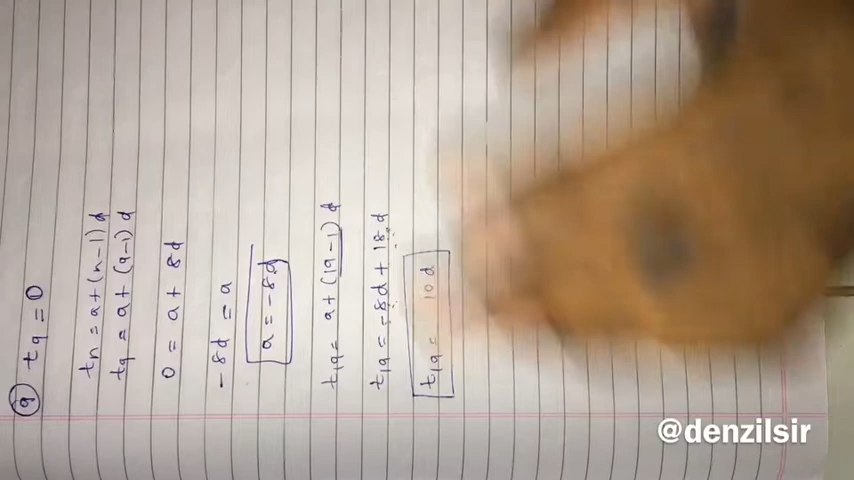 9 t9 = 0
tn = a + (n-1)d
t9 = a + (9-1)d
0 = a + 8d
-8d = a
a = -8d
t19 = a + (19-1)d
t19 = -8d + 18d
t19 = 10d
@denzilsir